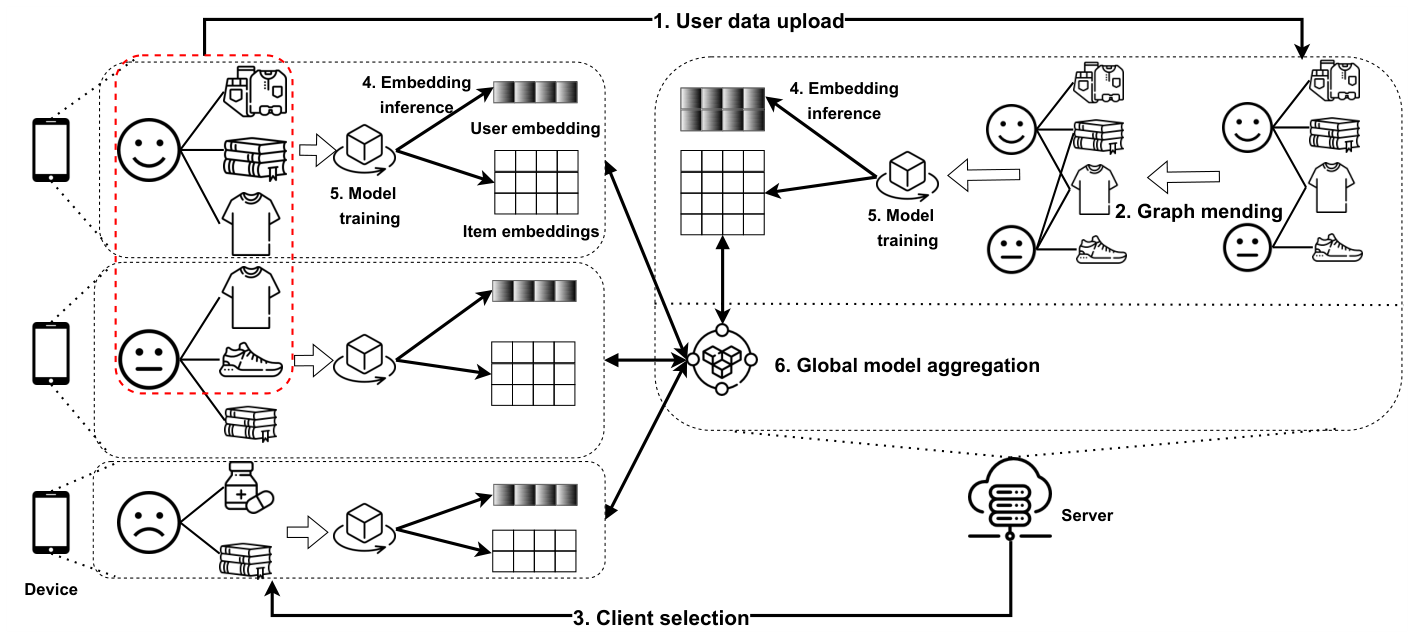 1. User data upload
4. Embedding
inference
User embedding
5. Model
training
Item embeddings
4. Embedding
inference
5. Model
training
2. Graph mending
6. Global model aggregation
Server
Device
3. Client selection